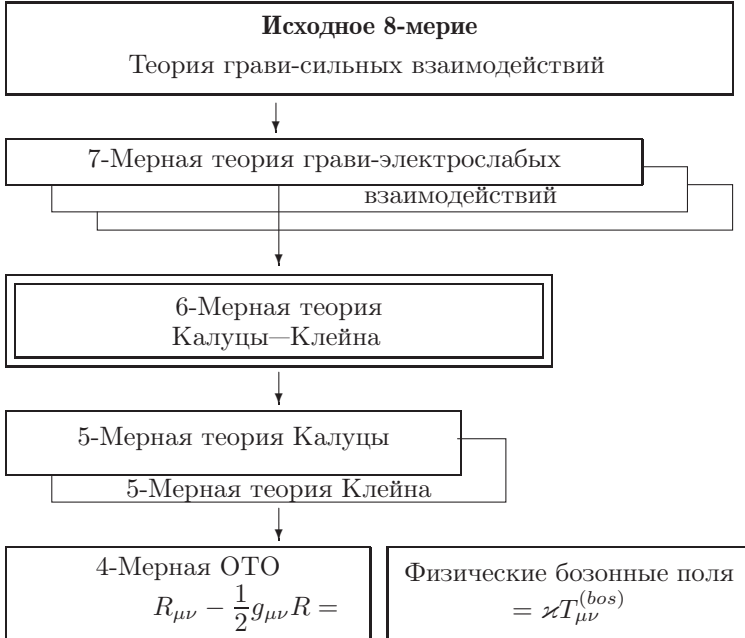 Исходное 8-мерие
Теория грави-сильных взаимодействий
7-Мерная теория грави-электрослабых
взаимодействий
6-Мерная теория
Калуцы—Клейна
5-Мерная теория Калуцы
5-Мерная теория Клейна
4-Мерная ОТО
R_{μν} − \frac{1}{2} g_{μν} R =
Физические бозонные поля
= ϰT_{μν}^{(bos)}